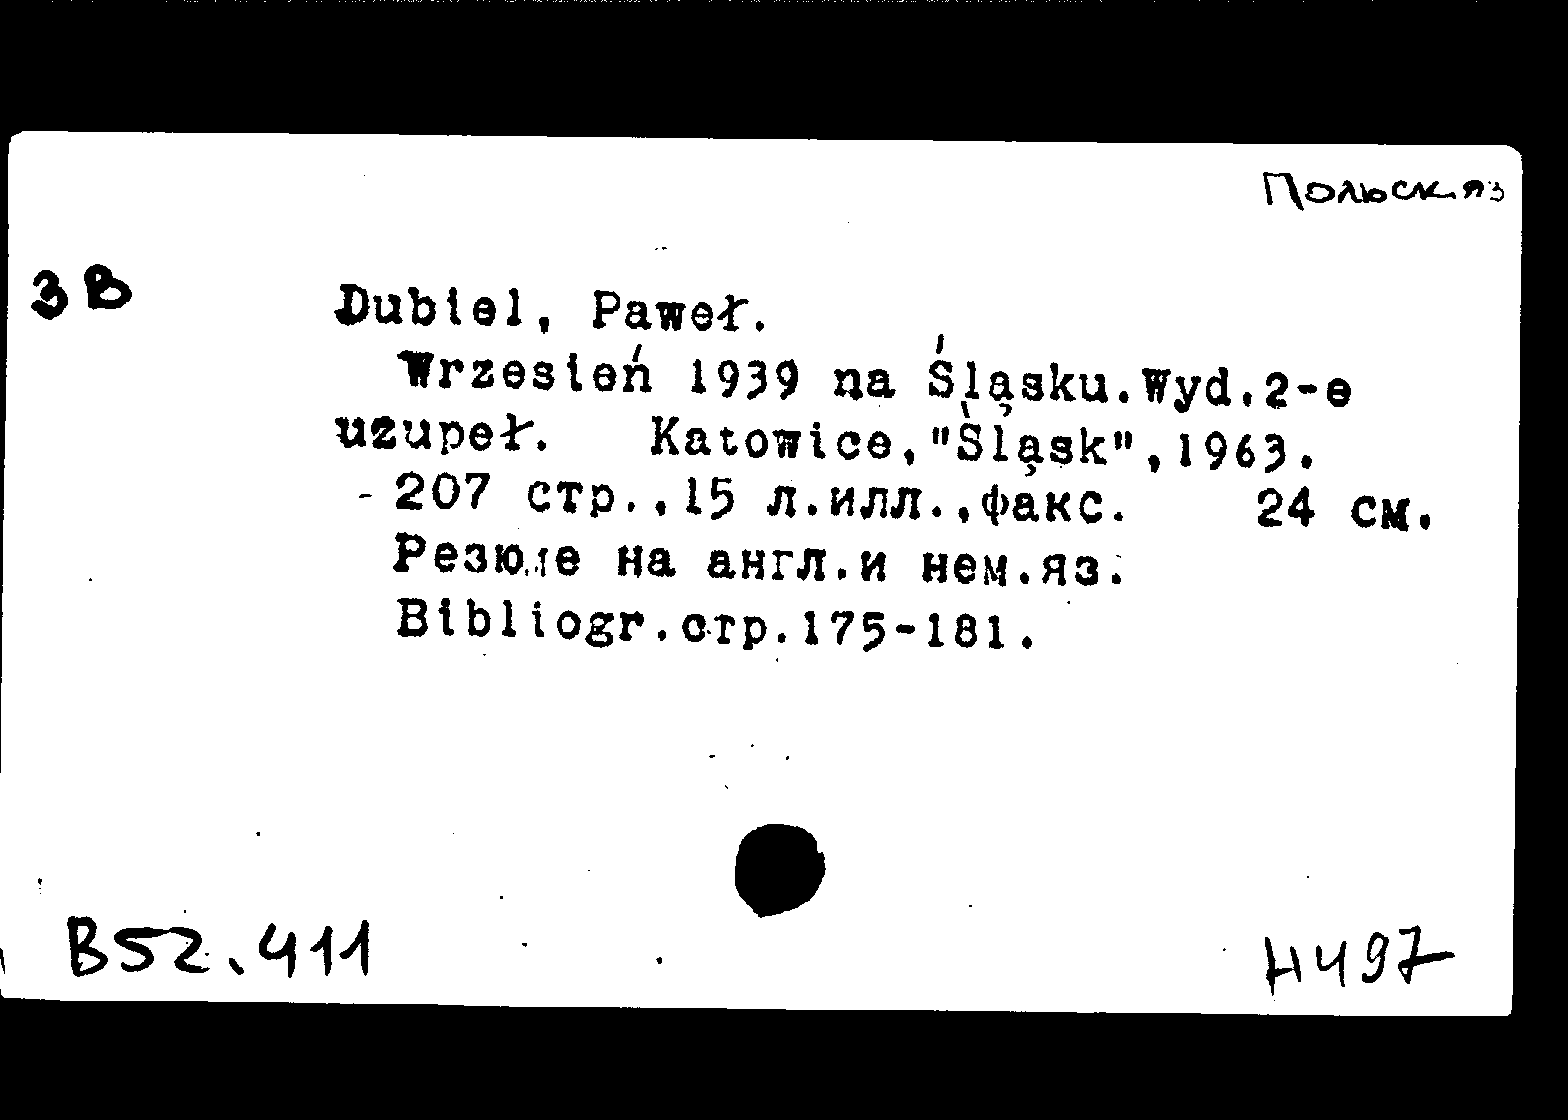 Польск. яз
3В
Dubiel, Paweł.
Wrzesień 1939 na Śląsku.Wyd.2-e
uzupeł. Katowice,"Śląsk",1963.
- 207 стр.,15 л.илл.,факс. 24 см.
Резюме на англ.и нем.яз.
Bibliogr.стр.175-181.
В52.411
Н497